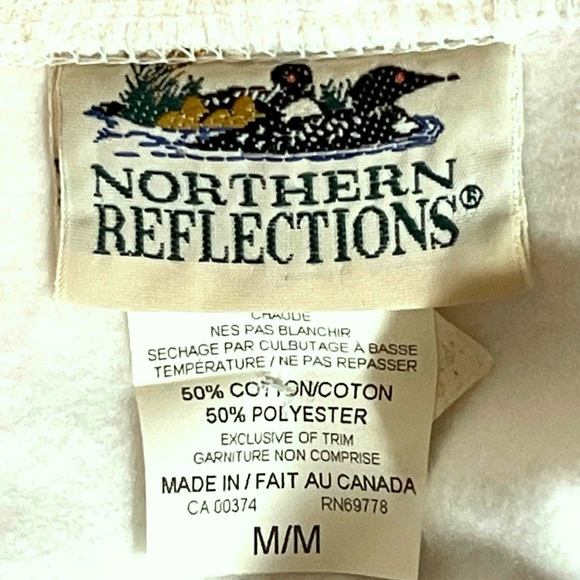 NORTHERN
REFLECTIONS®
CHAUDE
NES PAS BLANCHIR
SECHAGE PAR CULBUTAGE À BASSE
TEMPÉRATURE / NE PAS REPASSER
50% COTTON/COTON
50% POLYESTER
EXCLUSIVE OF TRIM
GARNITURE NON COMPRISE
MADE IN / FAIT AU CANADA
CA 00374 RN69778
M/M